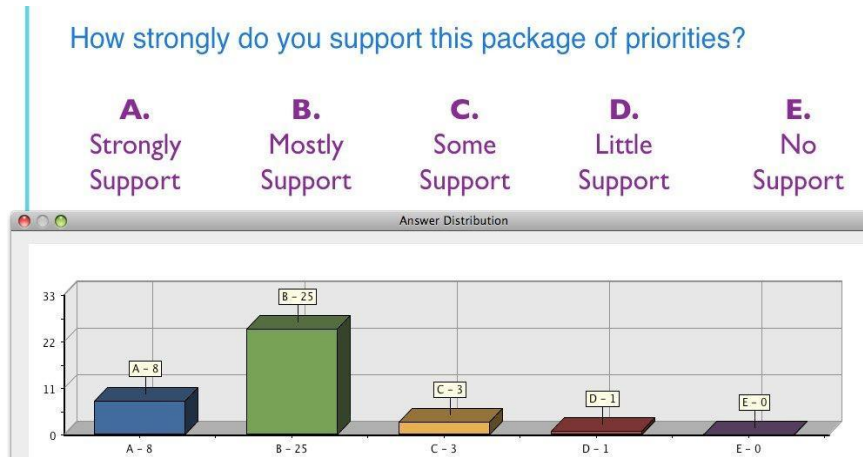 How strongly do you support this package of priorities?
A. B. C. D. E.
Strongly Mostly Some Little No
Support Support Support Support Support
Answer Distribution
33
B - 25
22
A - 8
11
C - 3
D - 1
E - 0
0
A - 8 B - 25 C - 3 D - 1 E - 0